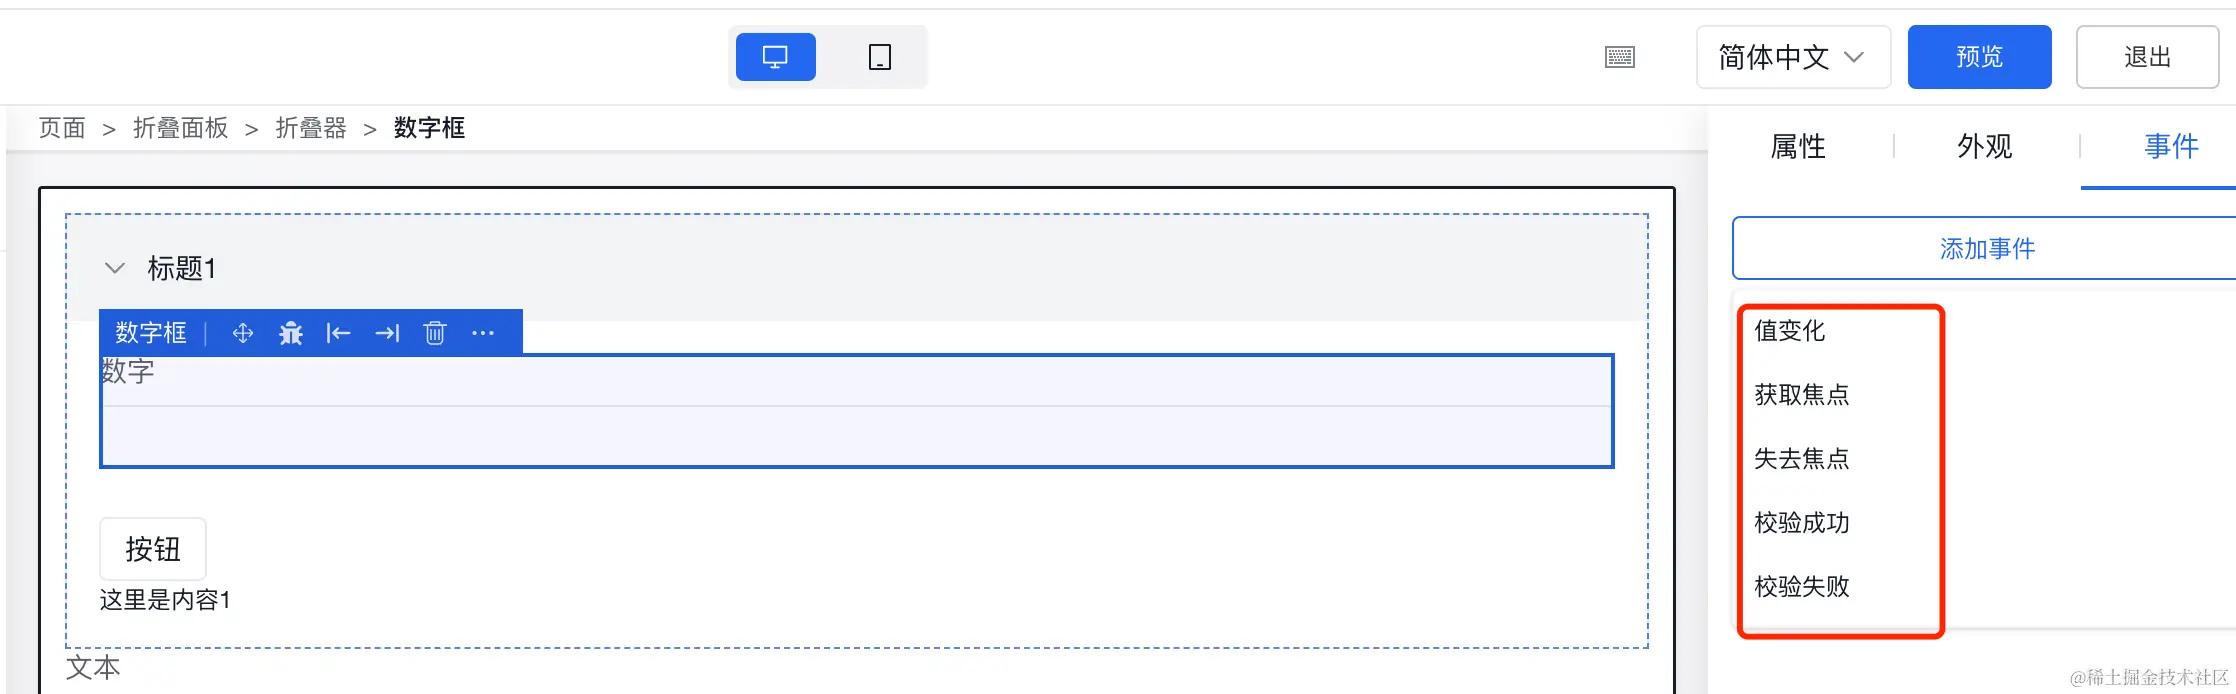 简体中文
预览
退出
页面 > 折叠面板 > 折叠器 > 数字框
属性
外观
事件
添加事件
标题1
数字框
数字
值变化
获取焦点
失去焦点
校验成功
校验失败
按钮
这里是内容1
文本
@稀土掘金技术社区